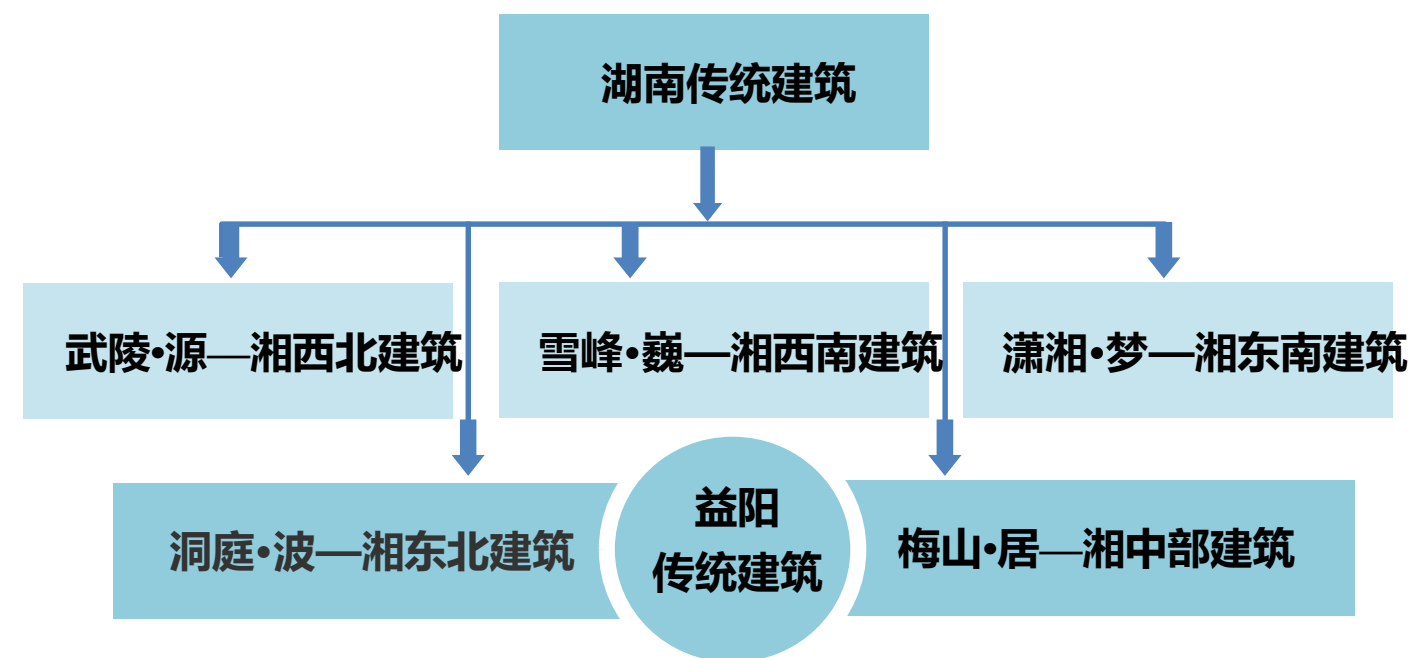 湖南传统建筑
武陵•源—湘西北建筑
雪峰•巍—湘西南建筑
潇湘•梦—湘东南建筑
洞庭•波—湘东北建筑
益阳
传统建筑
梅山•居—湘中部建筑